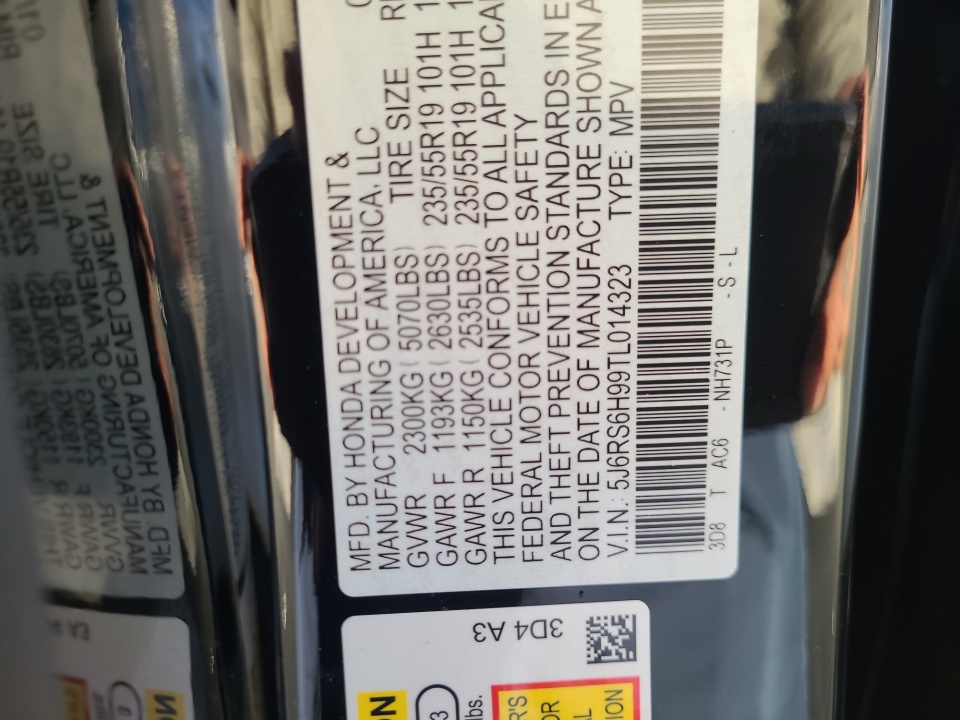 MFD. BY HONDA DEVELOPMENT &
MANUFACTURING OF AMERICA, LLC
GVWR 2300KG ( 5070LBS) TIRE SIZE
GAWR F 1193KG ( 2630LBS) 235/55R19 101H
GAWR R 1150KG ( 2535LBS) 235/55R19 101H
THIS VEHICLE CONFORMS TO ALL
FEDERAL MOTOR VEHICLE SAFETY
AND THEFT PREVENTION STANDARDS IN
ON THE DATE OF MANUFACTURE SHOWN
V.I.N.: 5J6RS6H99TL014323 TYPE: MPV
3D8 T AC6 - NH731P - S - L
3D4 A3
lbs.